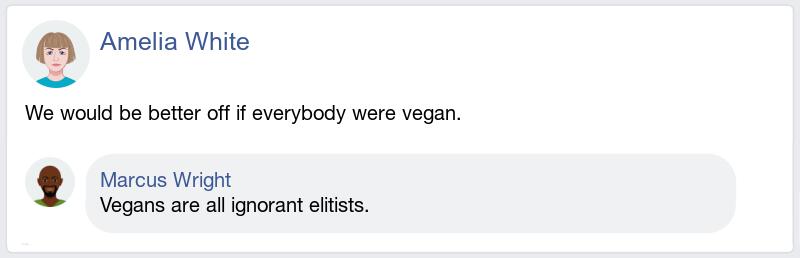 Amelia White
We would be better off if everybody were vegan.
Marcus Wright
Vegans are all ignorant elitists.